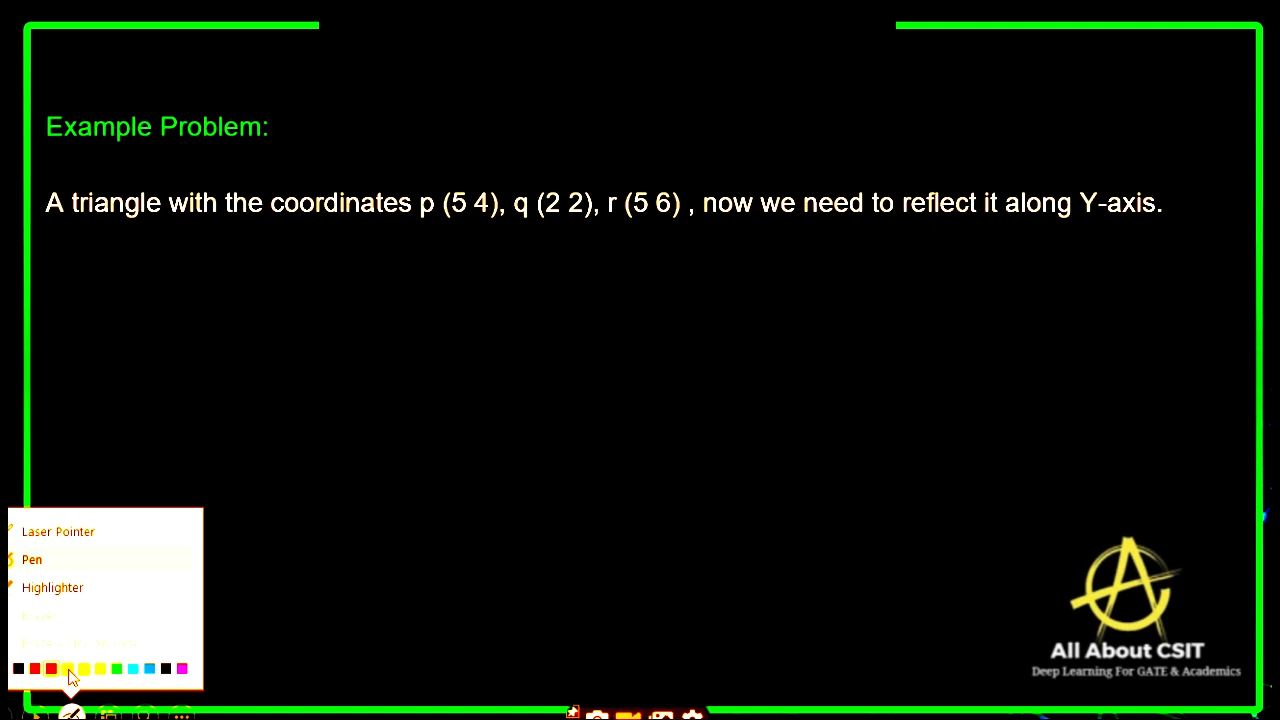 Example Problem:
A triangle with the coordinates p (5 4), q (2 2), r (5 6) , now we need to reflect it along Y-axis.
Laser Pointer
Pen
Highlighter
All About CSIT
Deep Learning For GATE & Academics